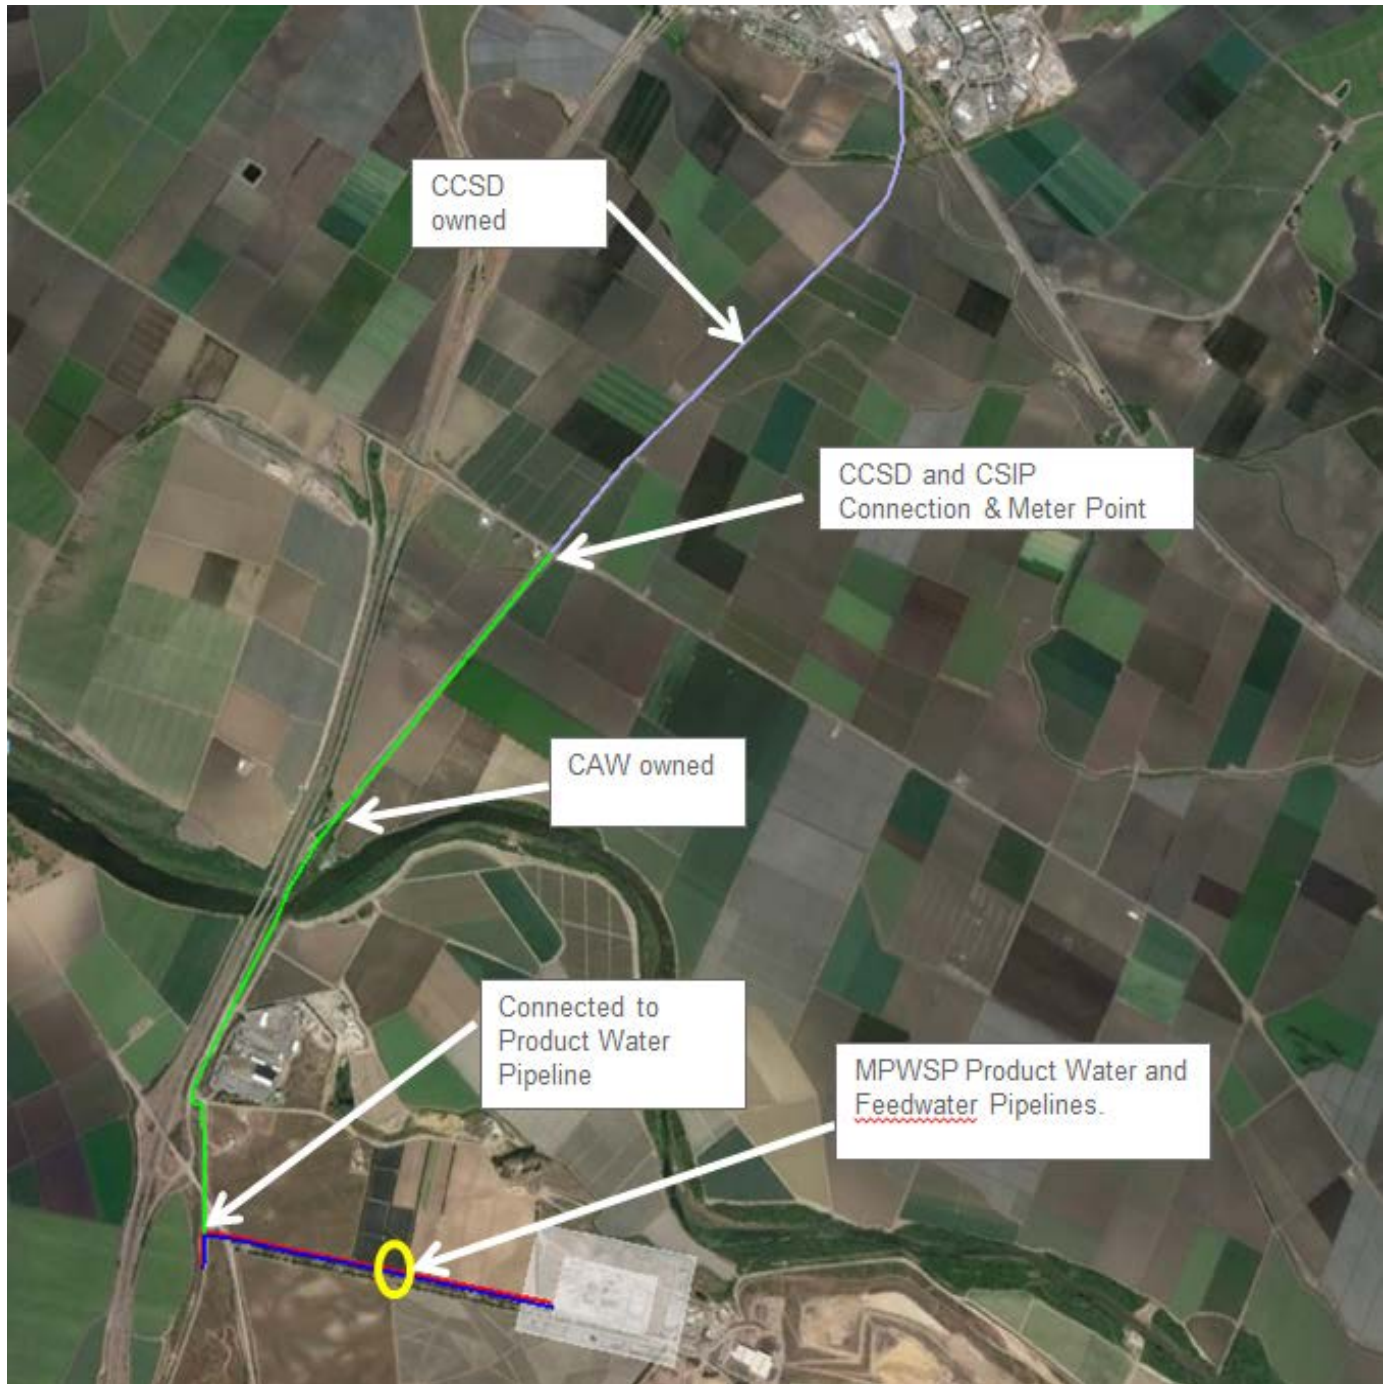 CCSD
owned
CCSD and CSIP
Connection & Meter Point
CAW owned
Connected to
Product Water
Pipeline
MPWSP Product Water and
Feedwater Pipelines.